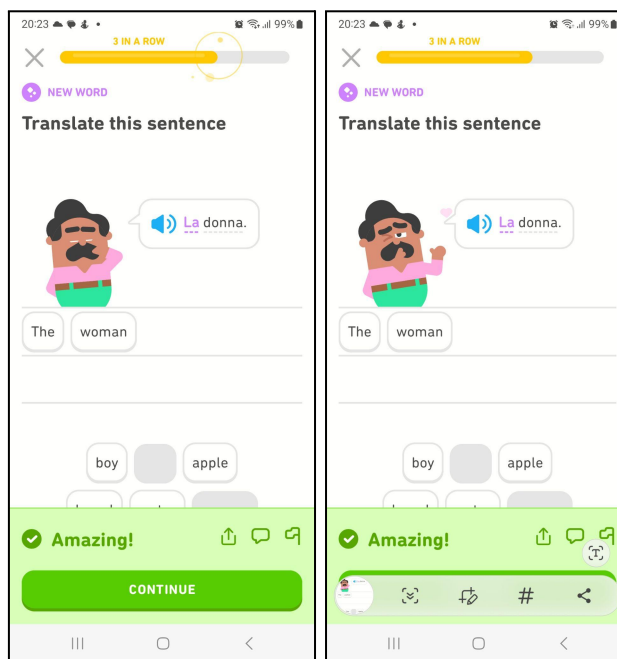 20:23
99%
3 IN A ROW
NEW WORD
Translate this sentence
La donna.
The woman
boy apple
Amazing!
CONTINUE
20:23
99%
3 IN A ROW
NEW WORD
Translate this sentence
La donna.
The woman
boy apple
Amazing!
[T]
#